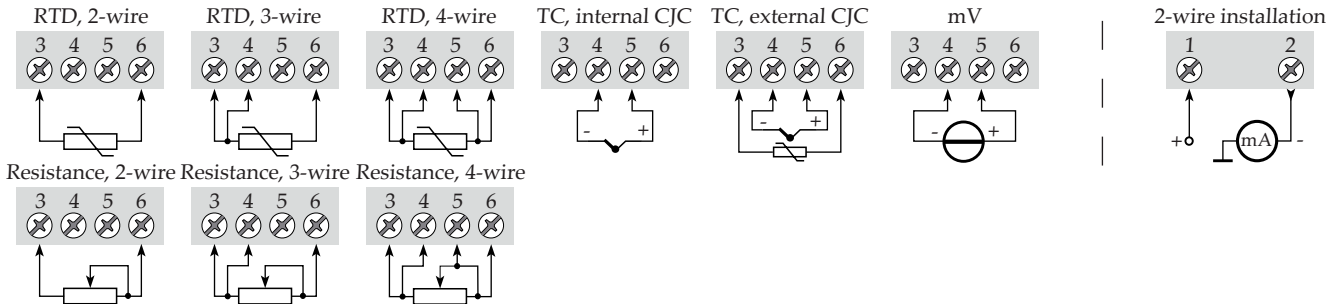 RTD, 2-wire RTD, 3-wire RTD, 4-wire TC, internal CJC TC, external CJC mV 2-wire installation
3 4 5 6 3 4 5 6 3 4 5 6 3 4 5 6 3 4 5 6 3 4 5 6 1 2
- + - + - + + mA -
Resistance, 2-wire Resistance, 3-wire Resistance, 4-wire
3 4 5 6 3 4 5 6 3 4 5 6